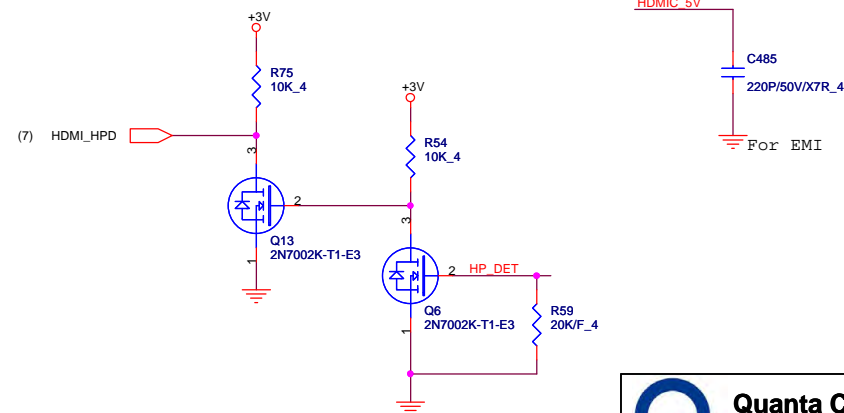 +3V
HDMIC_5V
R75
10K_4
C485
220P/50V/X7R_4
+3V
(7) HDMI_HPD
R54
10K_4
For EMI
3
2
Q13
2N7002K-T1-E3
1
3
2
HP_DET
Q6
2N7002K-T1-E3
1
R59
20K/F_4
Quanta C